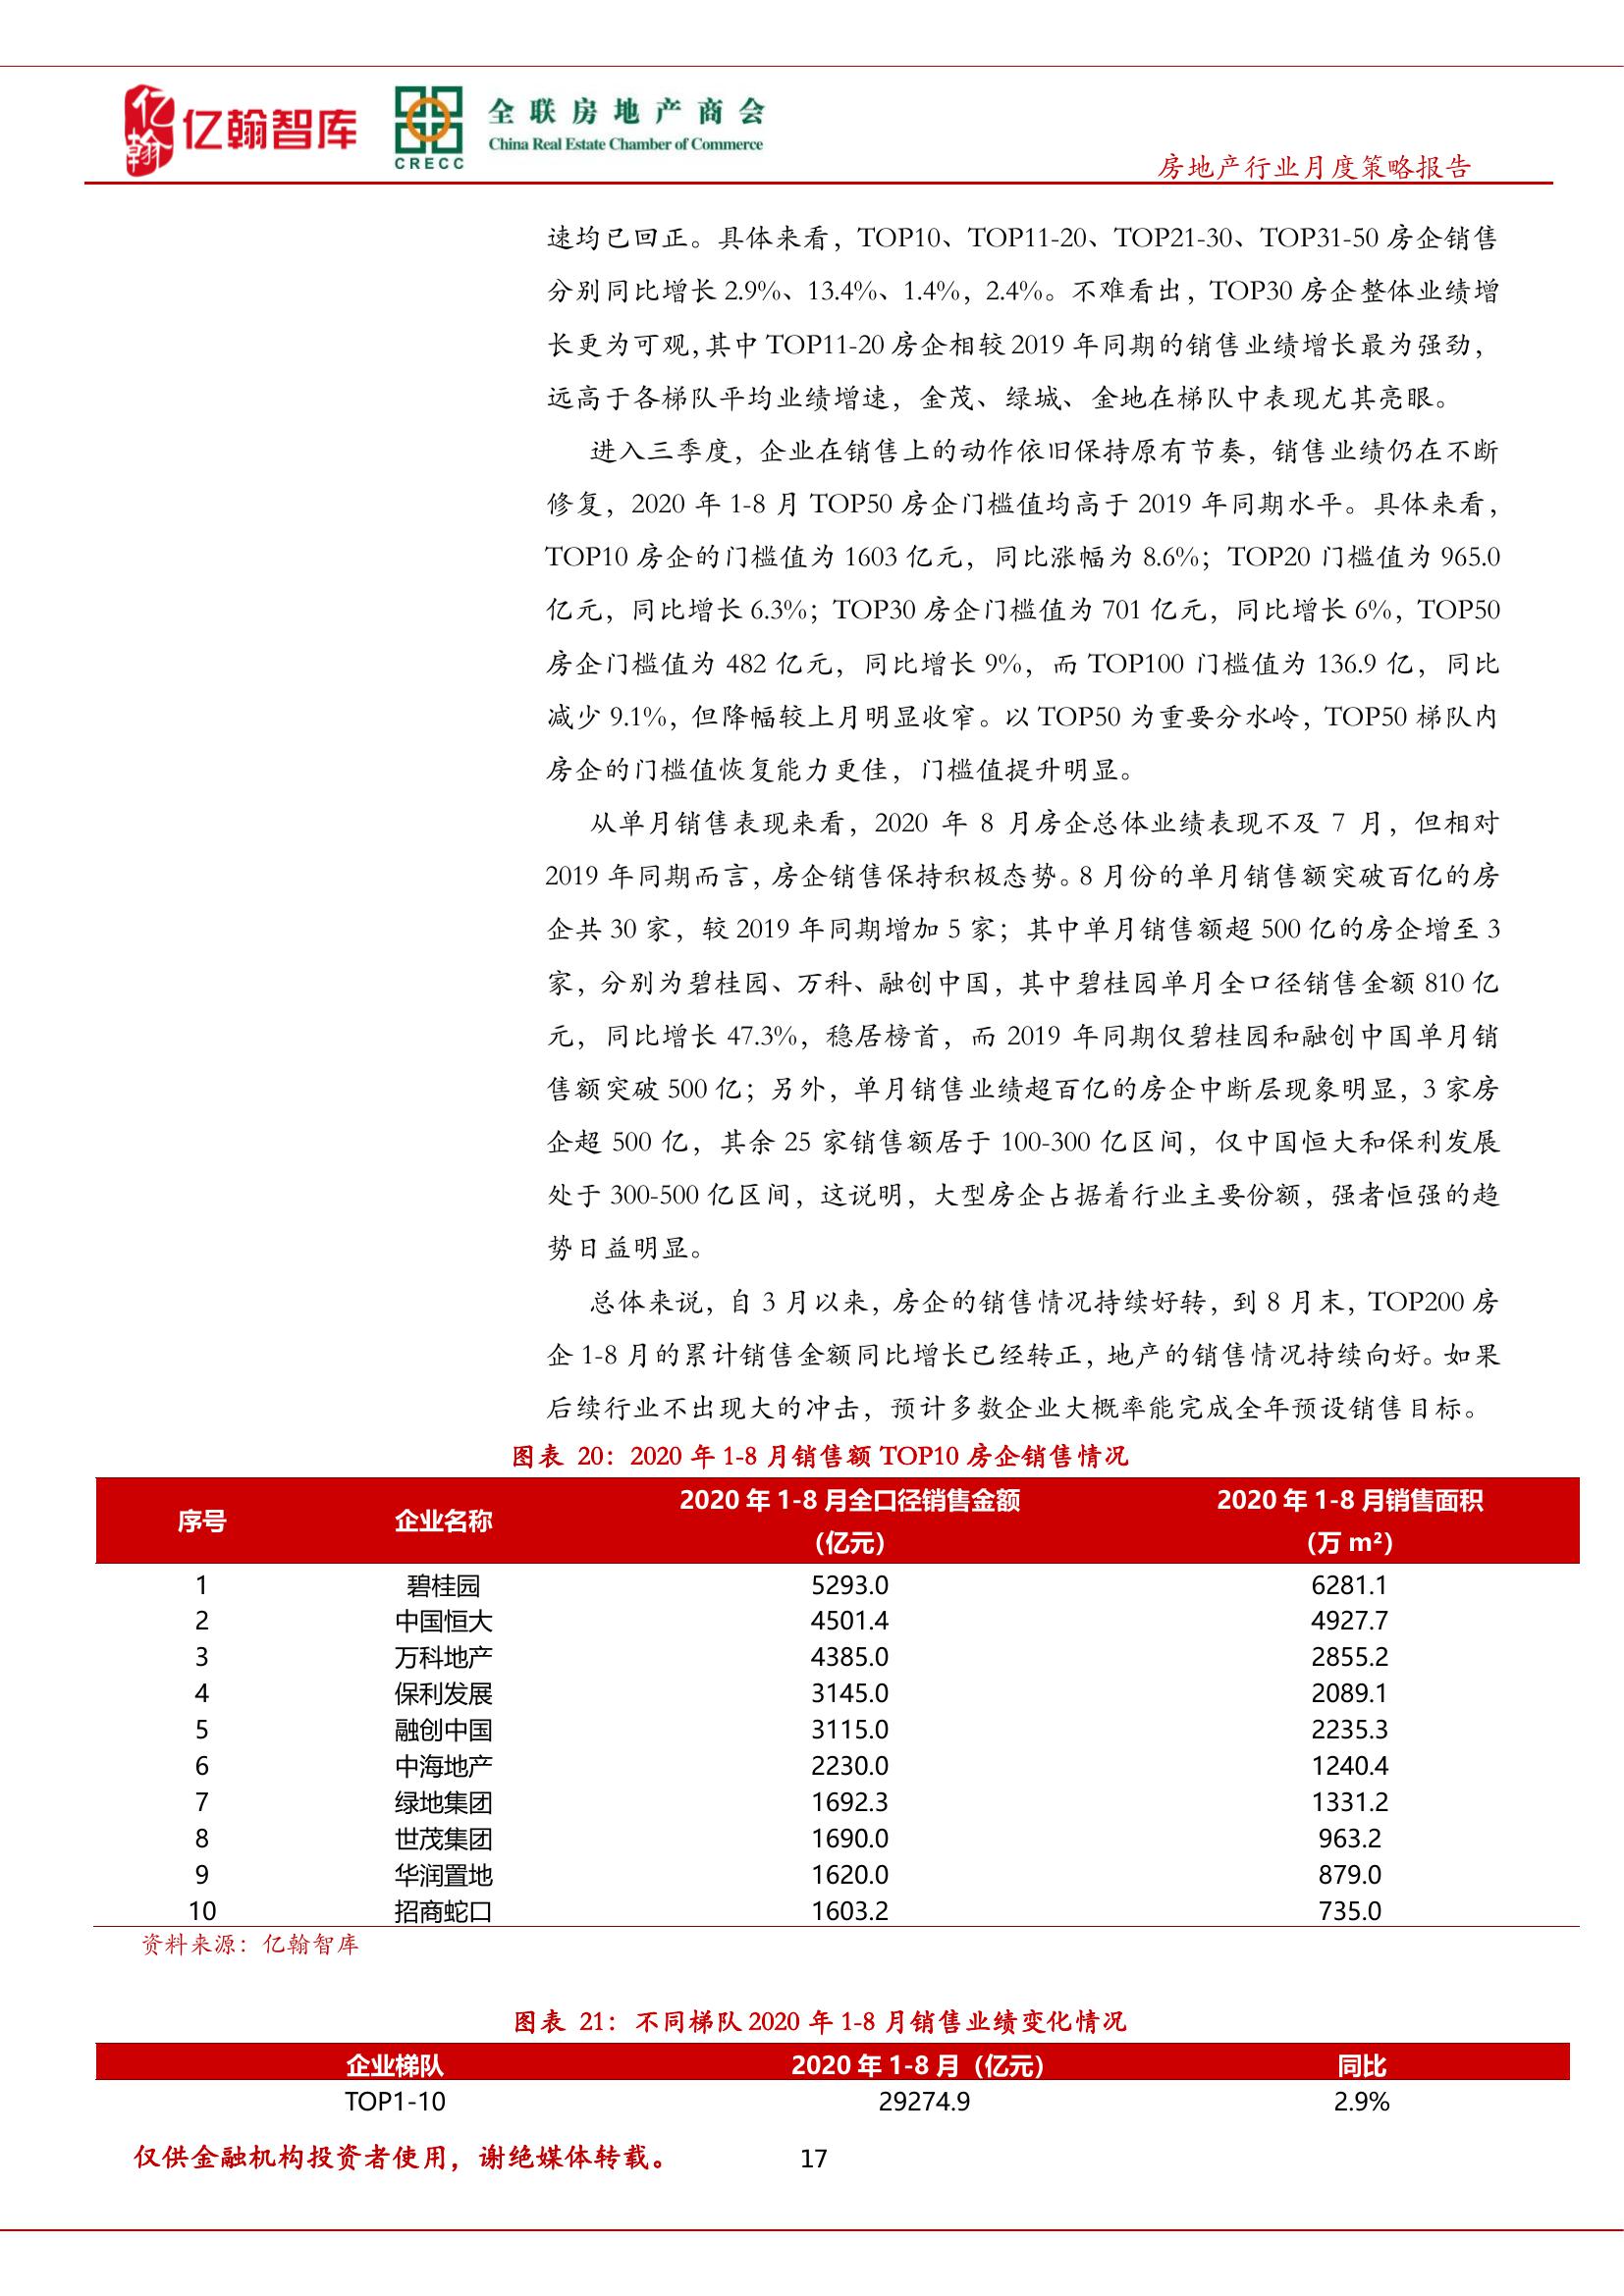 亿翰
亿翰智库
CRECC
全联房地产商会
China Real Estate Chamber of Commerce
房地产行业月度策略报告
速均已回正。具体来看，TOP10、TOP11-20、TOP21-30、TOP31-50 房企销售
分别同比增长 2.9%、13.4%、1.4%，2.4%。不难看出，TOP30 房企整体业绩增
长更为可观，其中 TOP11-20 房企相较 2019 年同期的销售业绩增长最为强劲，
远高于各梯队平均业绩增速，金茂、绿城、金地在梯队中表现尤其亮眼。
进入三季度，企业在销售上的动作依旧保持原有节奏，销售业绩仍在不断
修复，2020 年 1-8 月 TOP50 房企门槛值均高于 2019 年同期水平。具体来看，
TOP10 房企的门槛值为 1603 亿元，同比涨幅为 8.6%；TOP20 门槛值为 965.0
亿元，同比增长 6.3%；TOP30 房企门槛值为 701 亿元，同比增长 6%，TOP50
房企门槛值为 482 亿元，同比增长 9%，而 TOP100 门槛值为 136.9 亿，同比
减少 9.1%，但降幅较上月明显收窄。以 TOP50 为重要分水岭，TOP50 梯队内
房企的门槛值恢复能力更佳，门槛值提升明显。
从单月销售表现来看，2020 年 8 月房企总体业绩表现不及 7 月，但相对
2019 年同期而言，房企销售保持积极态势。8 月份的单月销售额突破百亿的房
企共 30 家，较 2019 年同期增加 5 家；其中单月销售额超 500 亿的房企增至 3
家，分别为碧桂园、万科、融创中国，其中碧桂园单月全口径销售金额 810 亿
元，同比增长 47.3%，稳居榜首，而 2019 年同期仅碧桂园和融创中国单月销
售额突破 500 亿；另外，单月销售业绩超百亿的房企中断层现象明显，3 家房
企超 500 亿，其余 25 家销售额居于 100-300 亿区间，仅中国恒大和保利发展
处于 300-500 亿区间，这说明，大型房企占据着行业主要份额，强者恒强的趋
势日益明显。
总体来说，自 3 月以来，房企的销售情况持续好转，到 8 月末，TOP200 房
企 1-8 月的累计销售金额同比增长已经转正，地产的销售情况持续向好。如果
后续行业不出现大的冲击，预计多数企业大概率能完成全年预设销售目标。
图表 20：2020 年 1-8 月销售额 TOP10 房企销售情况
序号 企业名称 2020 年 1-8 月全口径销售金额（亿元） 2020 年 1-8 月销售面积（万 m²）
1 碧桂园 5293.0 6281.1
2 中国恒大 4501.4 4927.7
3 万科地产 4385.0 2855.2
4 保利发展 3145.0 2089.1
5 融创中国 3115.0 2235.3
6 中海地产 2230.0 1240.4
7 绿地集团 1692.3 1331.2
8 世茂集团 1690.0 963.2
9 华润置地 1620.0 879.0
10 招商蛇口 1603.2 735.0
资料来源：亿翰智库
图表 21：不同梯队 2020 年 1-8 月销售业绩变化情况
企业梯队 2020 年 1-8 月（亿元） 同比
TOP1-10 29274.9 2.9%
仅供金融机构投资者使用，谢绝媒体转载。
17